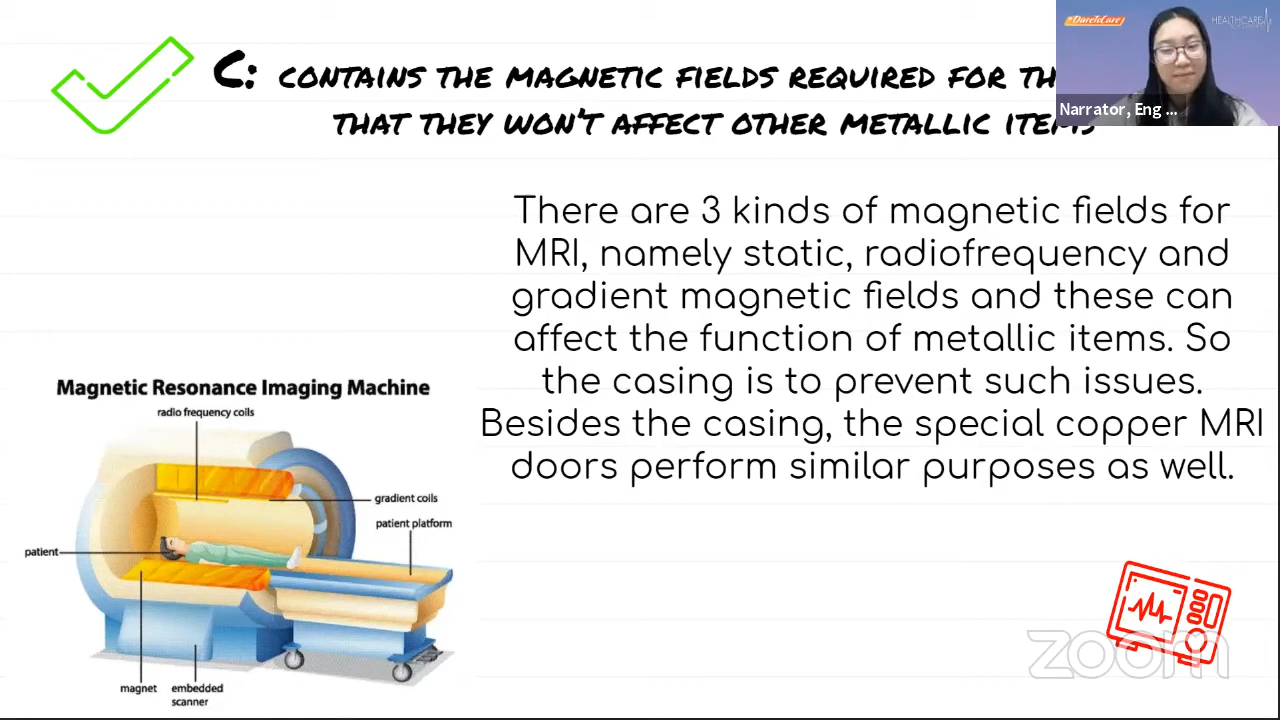 C: CONTAINS THE MAGNETIC FIELDS REQUIRED FOR TH
THAT THEY WON'T AFFECT OTHER METALLIC ITEMS
#DareToCare
HEALTHCARE
Narrator, Eng ...
There are 3 kinds of magnetic fields for
MRI, namely static, radiofrequency and
gradient magnetic fields and these can
affect the function of metallic items. So
the casing is to prevent such issues.
Besides the casing, the special copper MRI
doors perform similar purposes as well.
Magnetic Resonance Imaging Machine
radio frequency coils
gradient coils
patient platform
patient
magnet
embedded
scanner
zoom